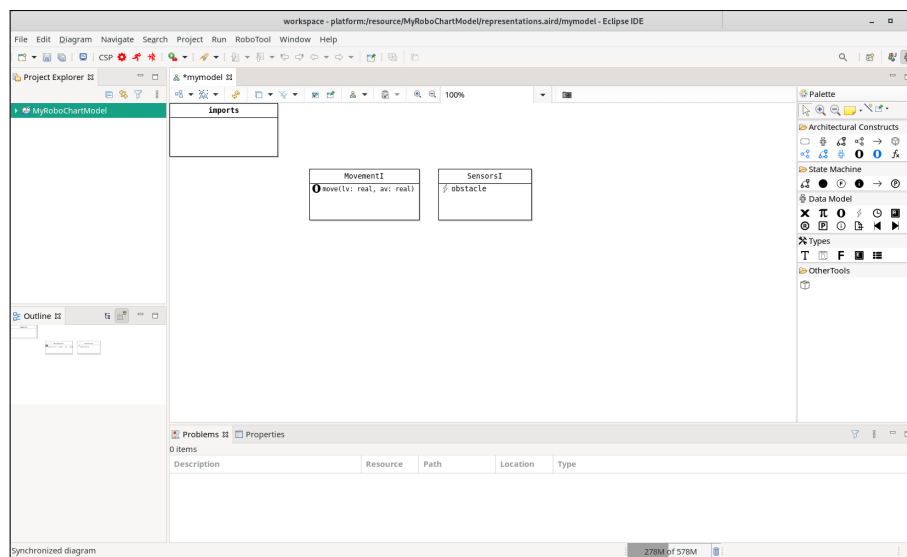 workspace - platform:/resource/MyRoboChartModel/representations.aird/mymodel - Eclipse IDE
File Edit Diagram Navigate Search Project Run RoboTool Window Help
CSP
Project Explorer
*mymodel
100%
Palette
MyRoboChartModel
imports
Architectural Constructs
MovementI
move(lv: real, av: real)
SensorsI
obstacle
State Machine
Data Model
Types
OtherTools
Outline
Problems
Properties
0 items
Description Resource Path Location Type
Synchronized diagram
278M of 578M